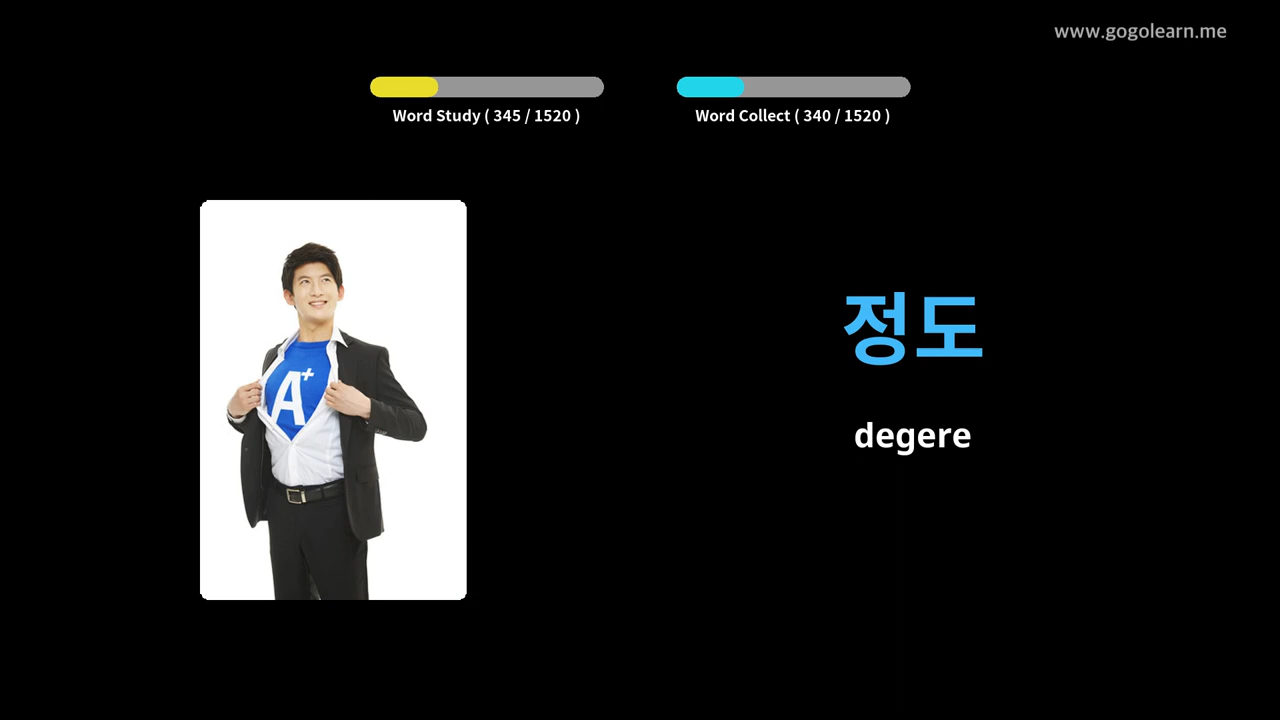 www.gogolearn.me
Word Study ( 345 / 1520 )
Word Collect ( 340 / 1520 )
A+
정도
degere